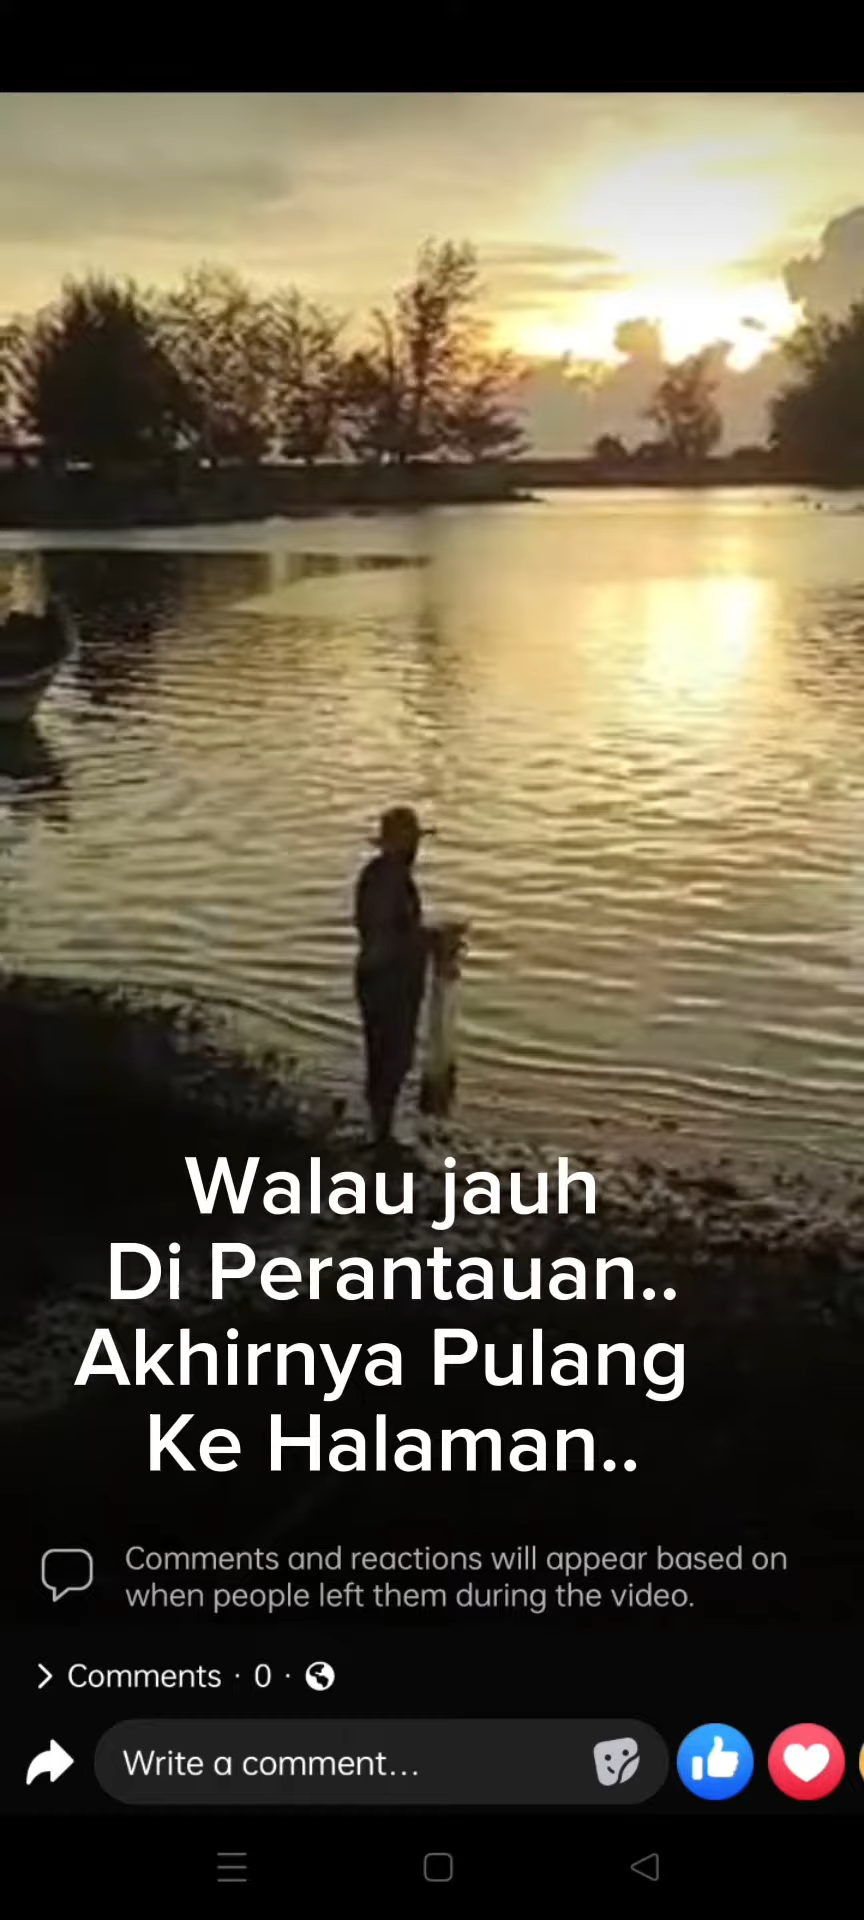 Walau jauh
Di Perantauan..
Akhirnya Pulang
Ke Halaman..
Comments and reactions will appear based on
when people left them during the video.
Comments · 0 ·
Write a comment...